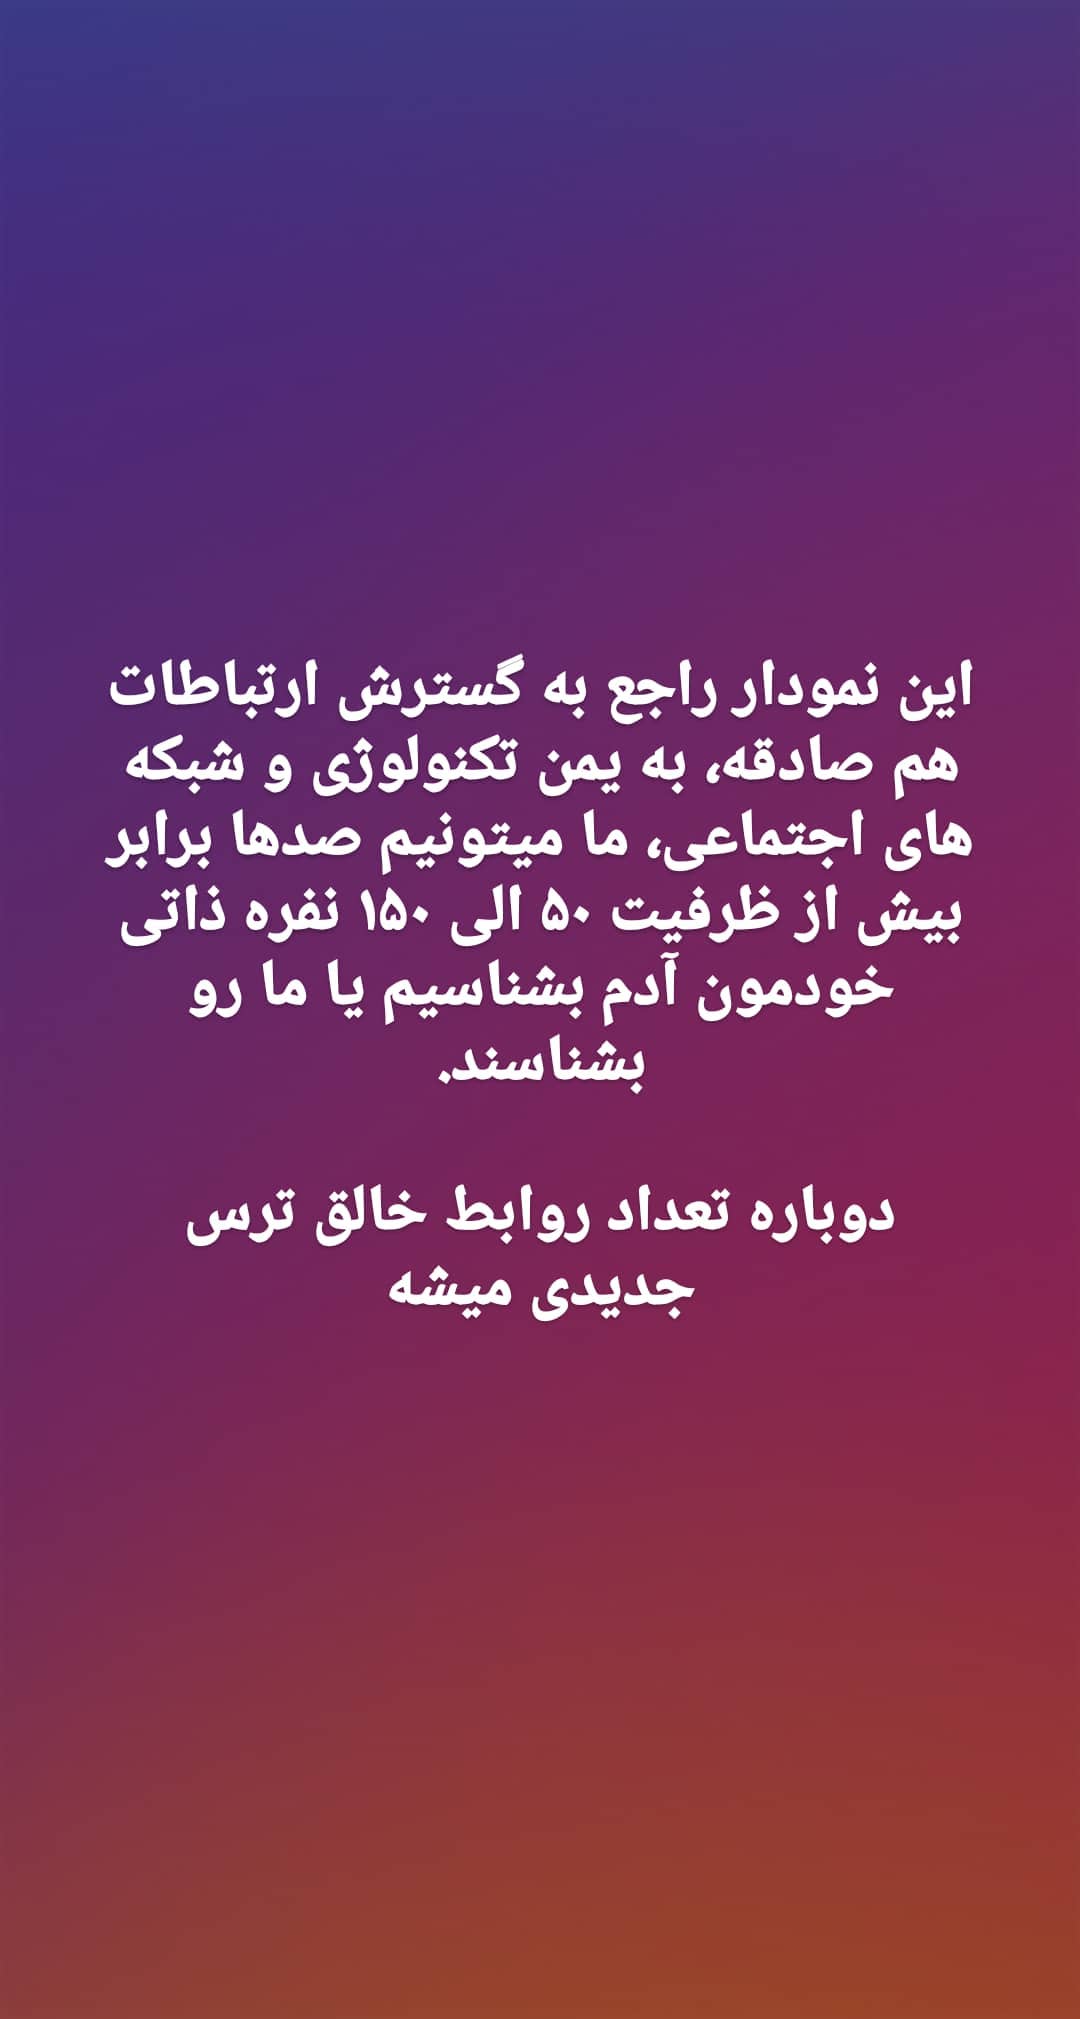 این نمودار راجع به گسترش ارتباطات
هم صادقه، به یمن تکنولوژی و شبکه
های اجتماعی، ما میتونیم صدها برابر
بیش از ظرفیت ۵۰ الی ۱۵۰ نفره ذاتی
خودمون آدم بشناسیم یا ما رو
بشناسند.
دوباره تعداد روابط خالق ترس
جدیدی میشه